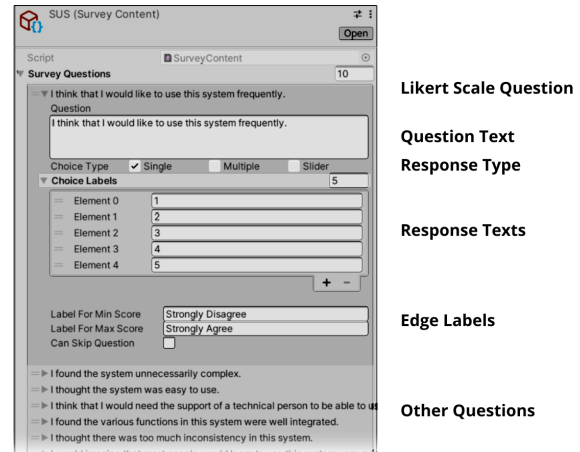 SUS (Survey Content)
Open
Script SurveyContent
Survey Questions 10
Likert Scale Question
I think that I would like to use this system frequently.
Question
I think that I would like to use this system frequently.
Question Text
Choice Type Single Multiple Slider
Response Type
Choice Labels 5
Element 0 1
Element 1 2
Element 2 3
Element 3 4
Element 4 5
Response Texts
+ −
Label For Min Score Strongly Disagree
Label For Max Score Strongly Agree
Edge Labels
Can Skip Question
I found the system unnecessarily complex.
I thought the system was easy to use.
I think that I would need the support of a technical person to be able to us
Other Questions
I found the various functions in this system were well integrated.
I thought there was too much inconsistency in this system.